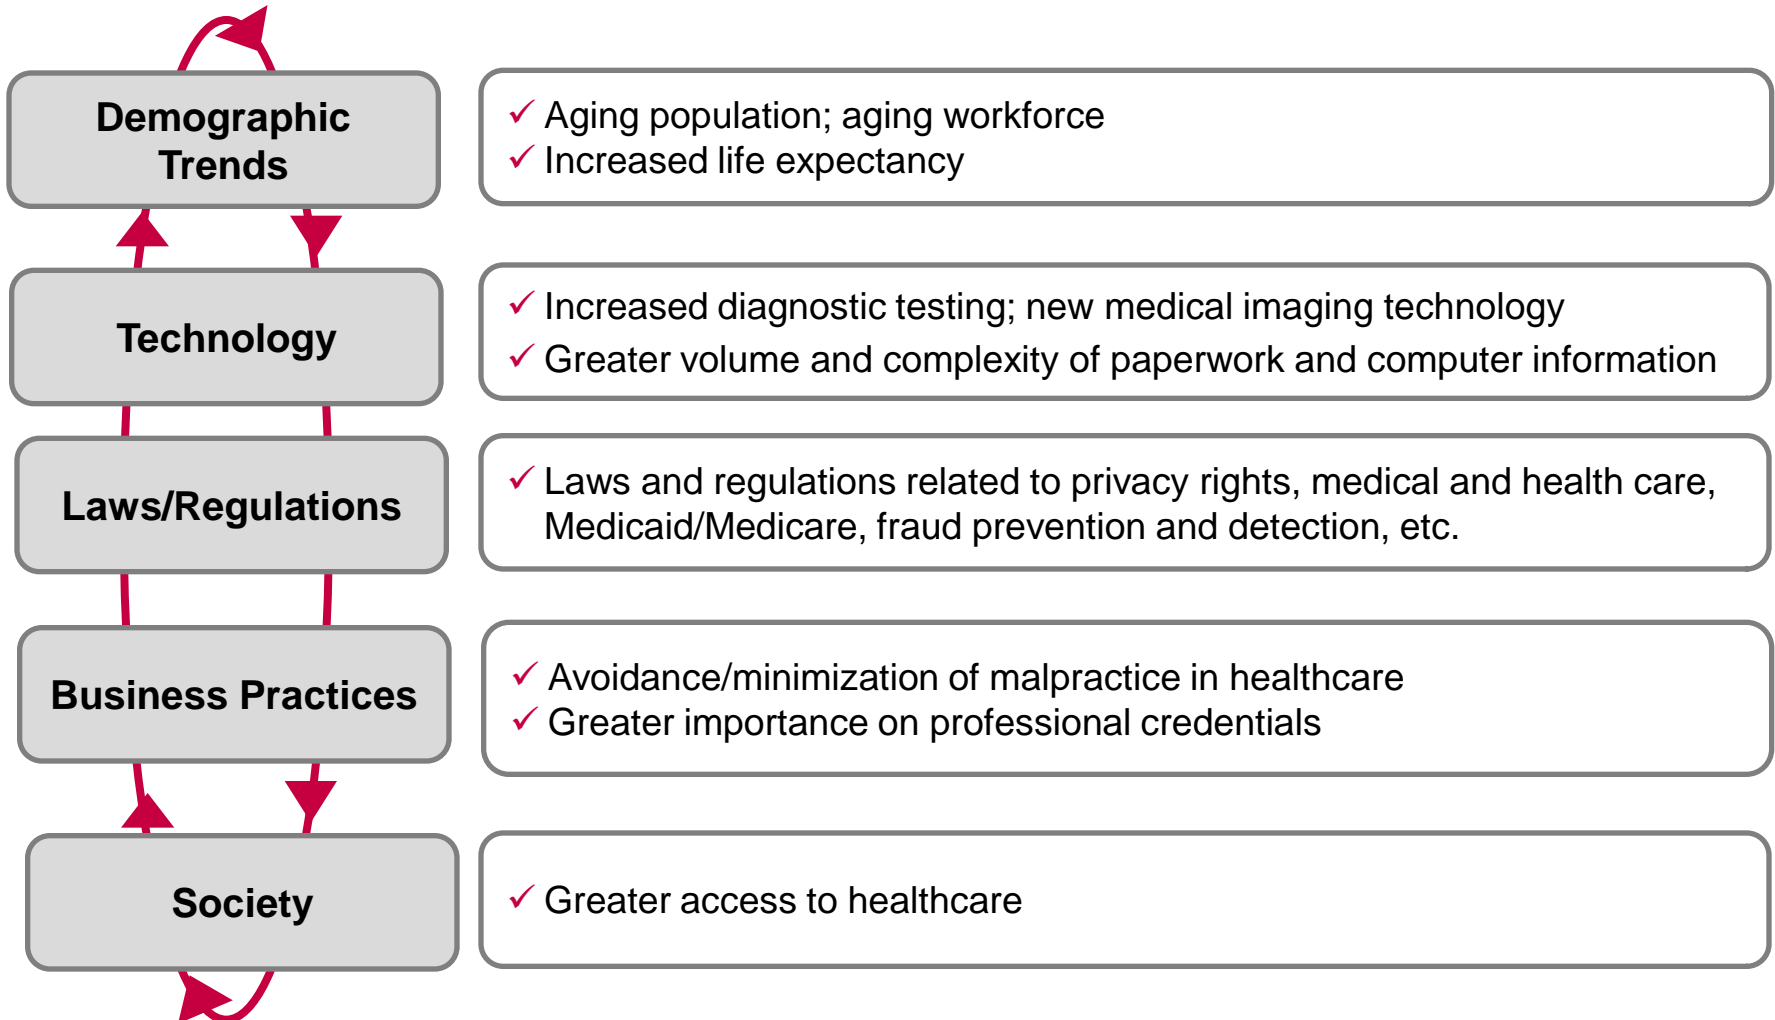 Demographic
Trends
✓ Aging population; aging workforce
✓ Increased life expectancy
Technology
✓ Increased diagnostic testing; new medical imaging technology
✓ Greater volume and complexity of paperwork and computer information
Laws/Regulations
✓ Laws and regulations related to privacy rights, medical and health care,
Medicaid/Medicare, fraud prevention and detection, etc.
Business Practices
✓ Avoidance/minimization of malpractice in healthcare
✓ Greater importance on professional credentials
Society
✓ Greater access to healthcare